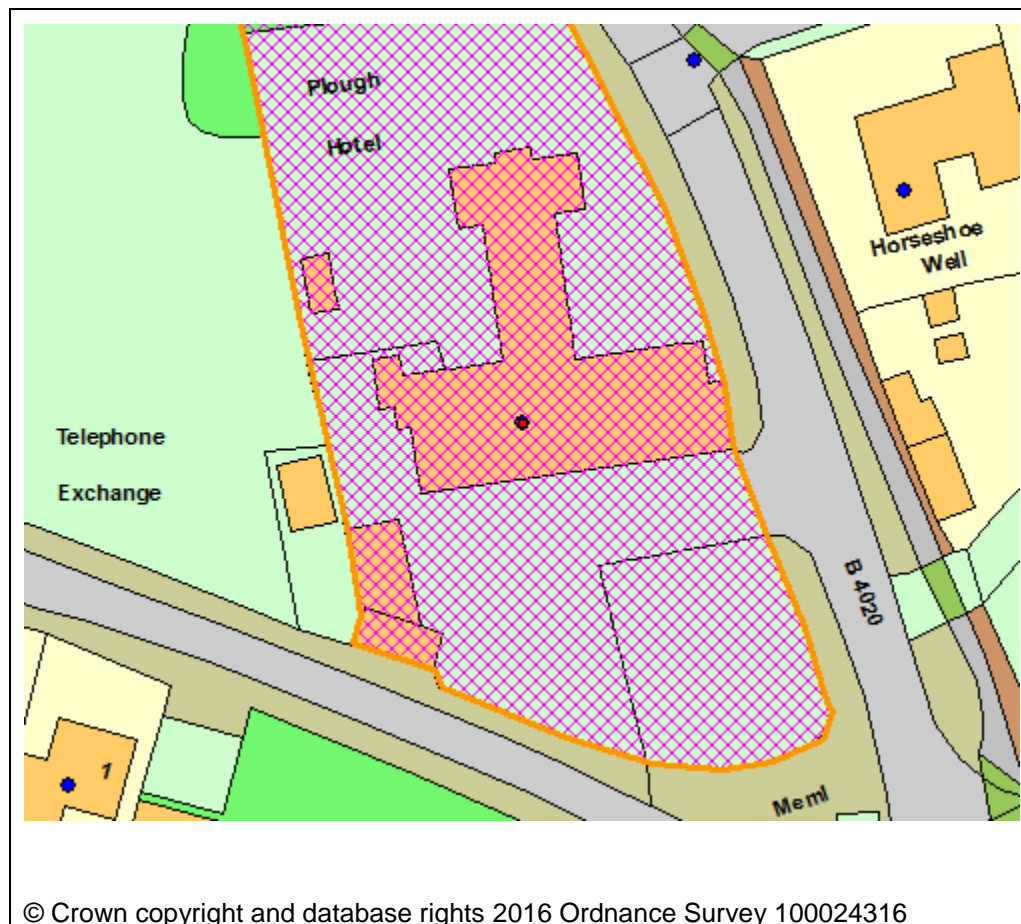 Plough
Hotel
Horseshoe
Well
Telephone
Exchange
B 4020
1
Meml
© Crown copyright and database rights 2016 Ordnance Survey 100024316